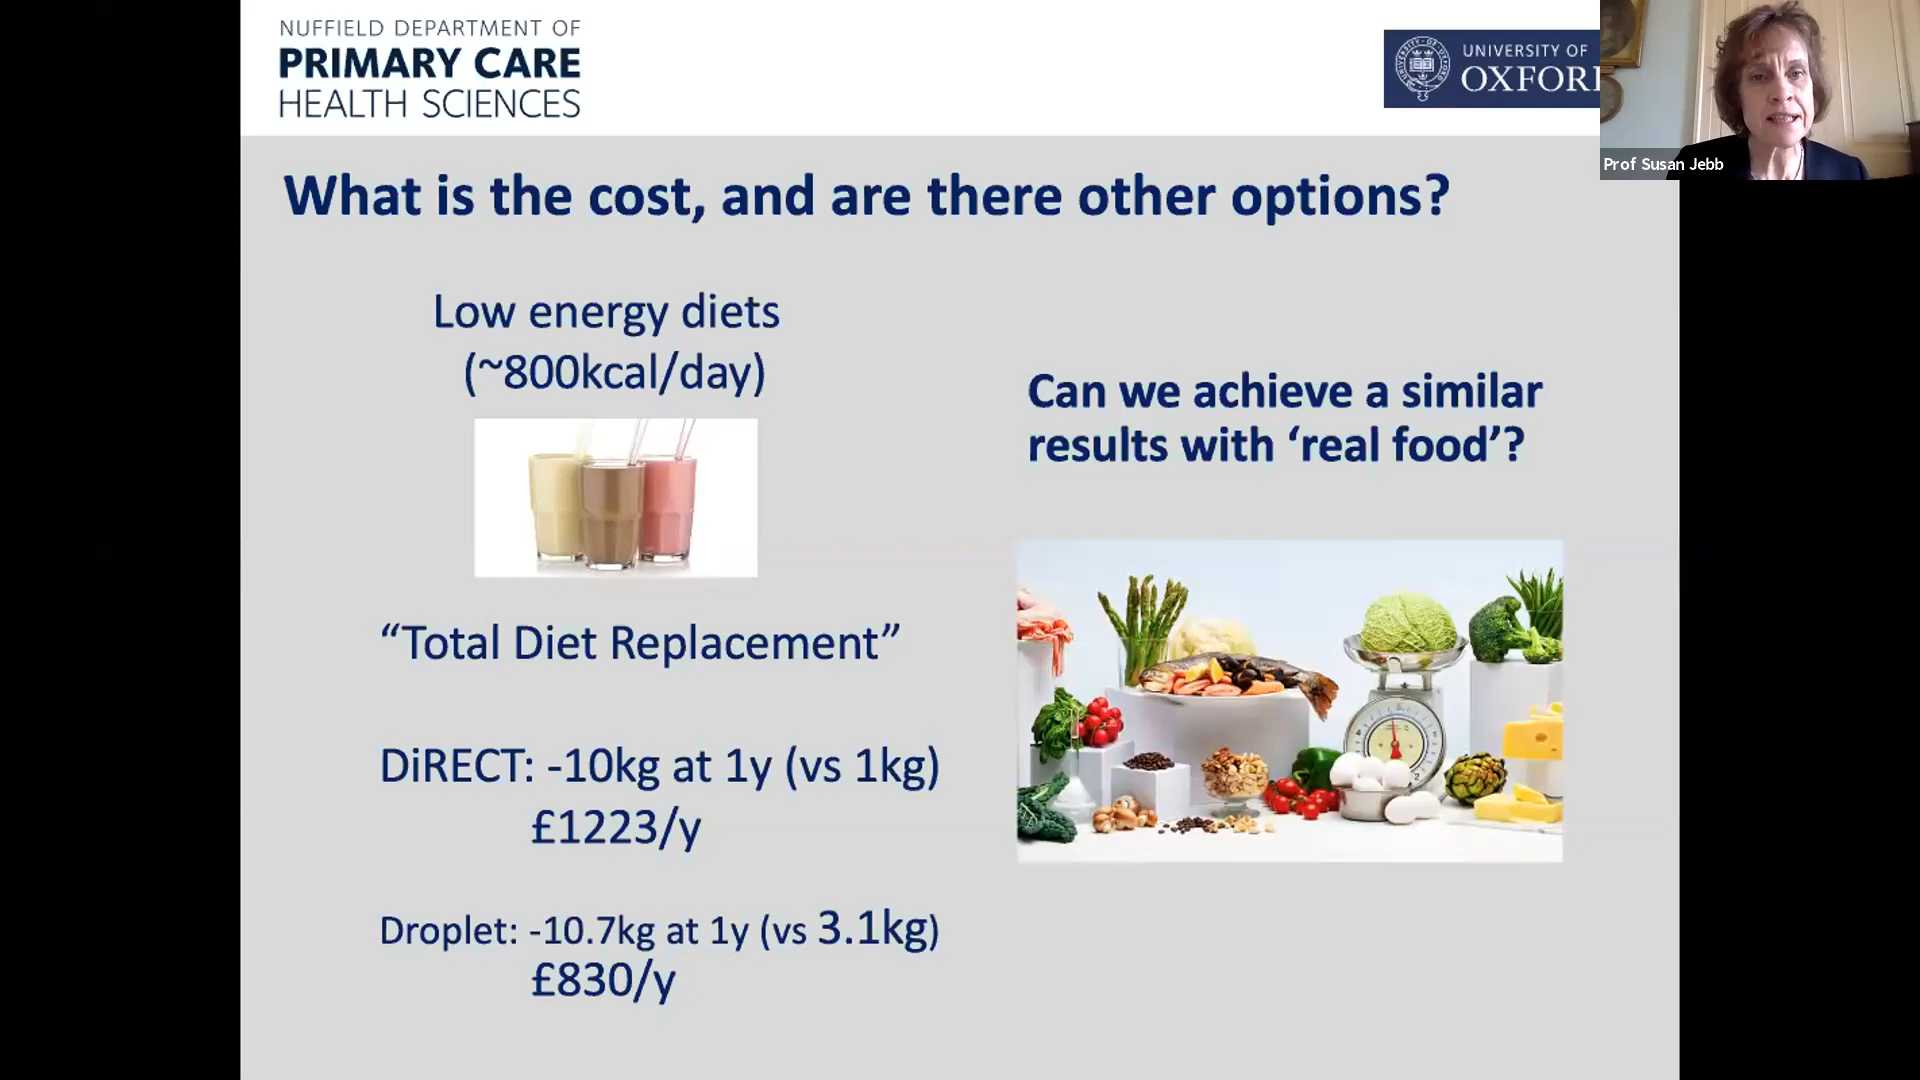 NUFFIELD DEPARTMENT OF
PRIMARY CARE
HEALTH SCIENCES
UNIVERSITY OF
OXFOR
Prof Susan Jebb
What is the cost, and are there other options?
Low energy diets
(~800kcal/day)
Can we achieve a similar
results with ‘real food’?
“Total Diet Replacement”
DiRECT: -10kg at 1y (vs 1kg)
£1223/y
Droplet: -10.7kg at 1y (vs 3.1kg)
£830/y